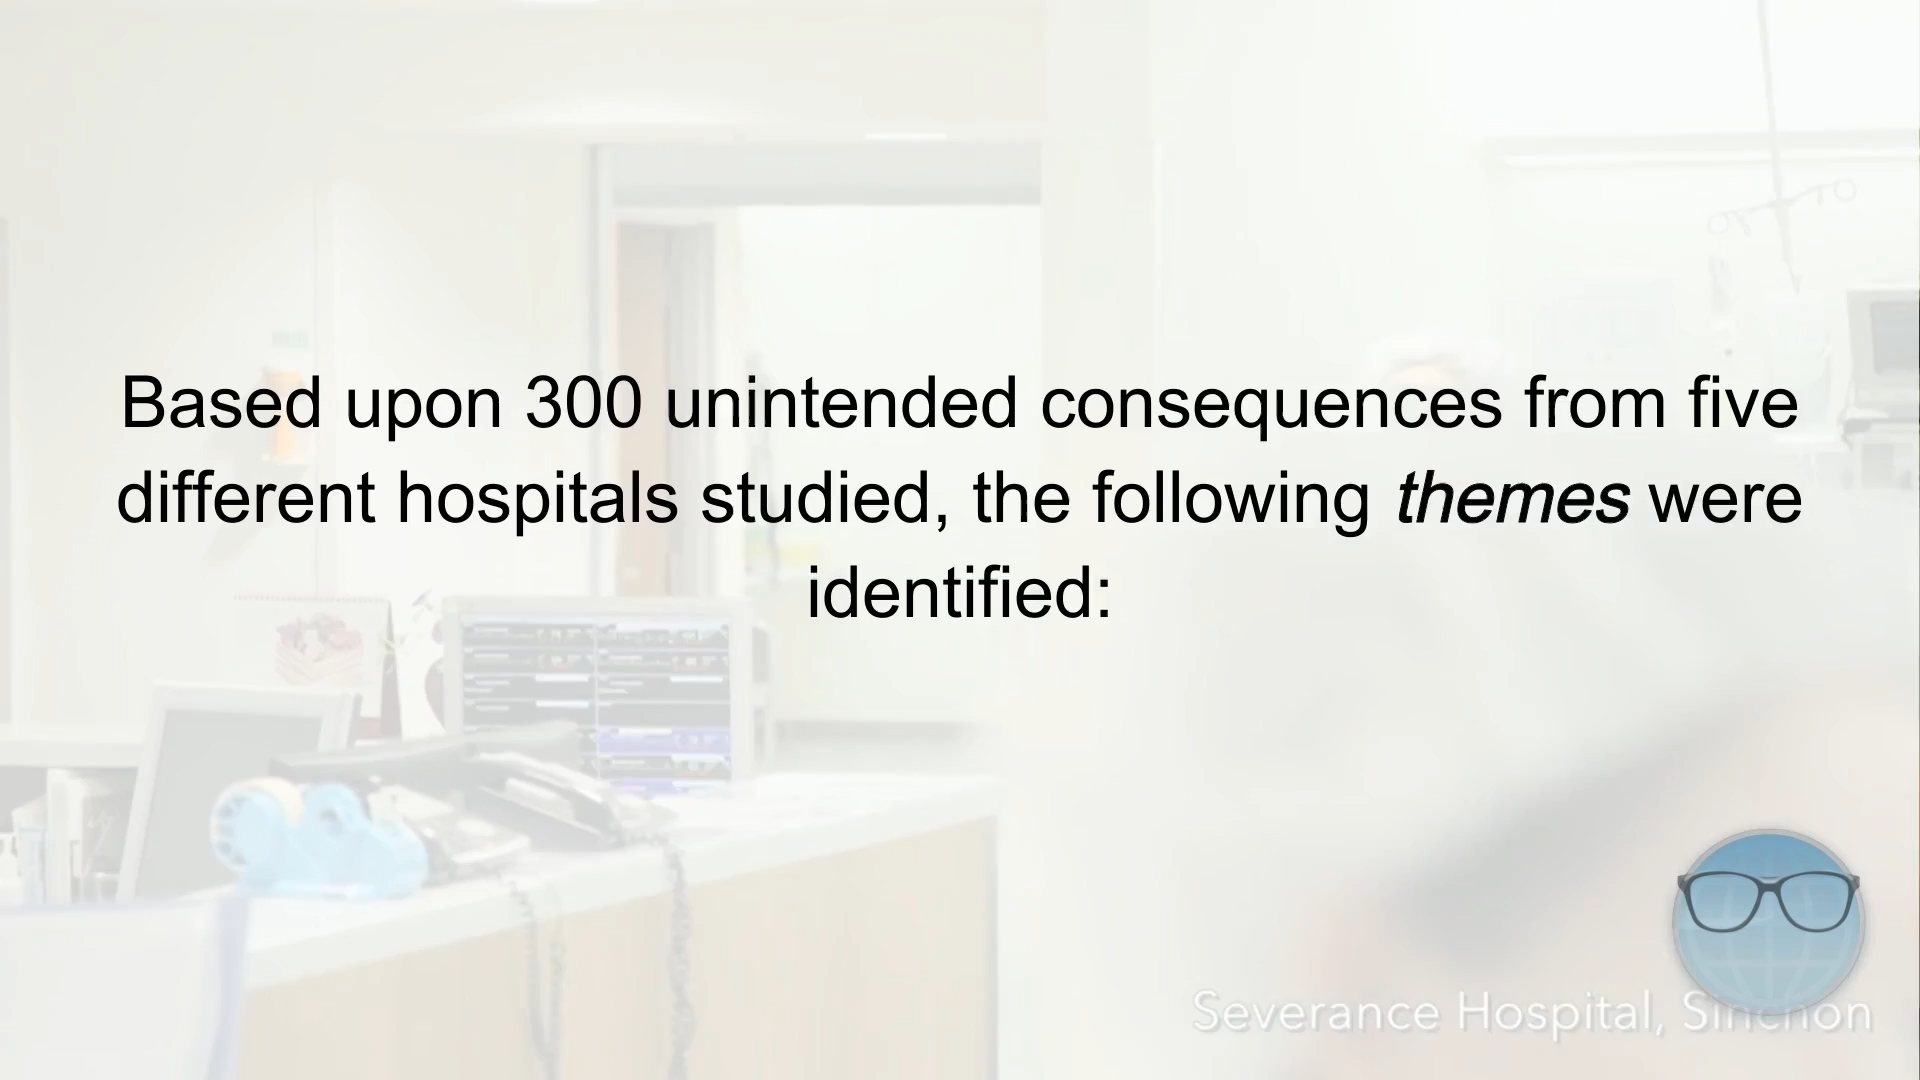 Based upon 300 unintended consequences from five
different hospitals studied, the following themes were
identified:
Severance Hospital, Sinchon